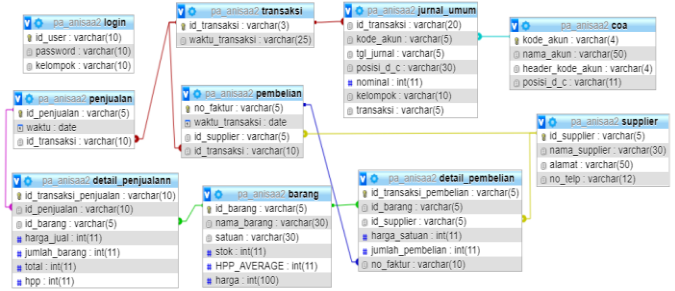 pa_anisaa2 login
id_user : varchar(10)
password : varchar(10)
kelompok : varchar(10)
pa_anisaa2 transaksi
id_transaksi : varchar(3)
waktu_transaksi : varchar(25)
pa_anisaa2 jurnal_umum
id_transaksi : varchar(20)
kode_akun : varchar(5)
tgl_jurnal : varchar(5)
posisi_d_c : varchar(30)
nominal : int(11)
kelompok : varchar(10)
transaksi : varchar(5)
pa_anisaa2 coa
kode_akun : varchar(4)
nama_akun : varchar(50)
header_kode_akun : varchar(4)
posisi_d_c : varchar(11)
pa_anisaa2 penjualan
id_penjualan : varchar(5)
waktu : date
id_transaksi : varchar(10)
pa_anisaa2 pembelian
no_faktur : varchar(5)
waktu_transaksi : date
id_supplier : varchar(5)
id_transaksi : varchar(10)
pa_anisaa2 supplier
id_supplier : varchar(5)
nama_supplier : varchar(30)
alamat : varchar(50)
no_telp : varchar(12)
pa_anisaa2 detail_penjualann
id_transaksi_penjualan : varchar(10)
id_penjualan : varchar(10)
id_barang : varchar(5)
harga_jual : int(11)
jumlah_barang : int(11)
total : int(11)
hpp : int(11)
pa_anisaa2 barang
id_barang : varchar(5)
nama_barang : varchar(30)
satuan : varchar(30)
stok : int(11)
HPP_AVERAGE : int(11)
harga : int(100)
pa_anisaa2 detail_pembelian
id_transaksi_pembelian : varchar(5)
id_barang : varchar(5)
id_supplier : varchar(5)
harga_satuan : int(11)
jumlah_pembelian : int(11)
no_faktur : varchar(10)